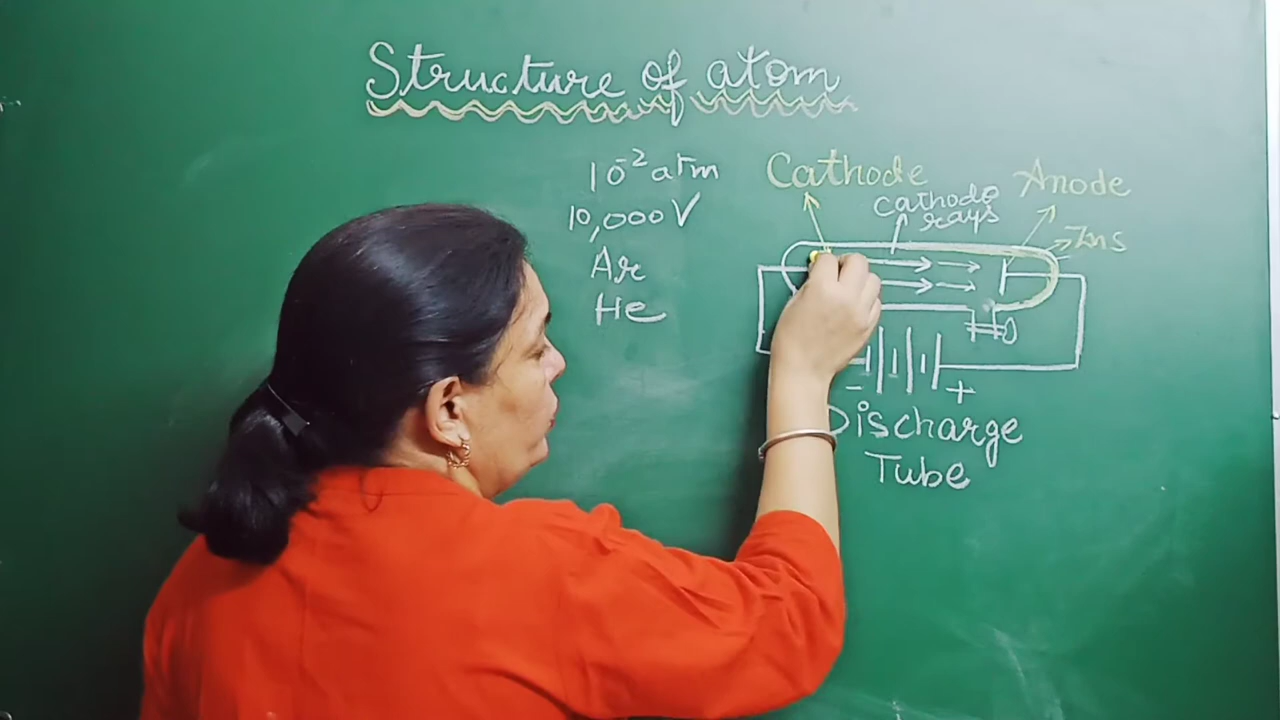 Structure of atom
10⁻² atm
10,000 V
Ar
He
Cathode
Anode
Cathode
rays
Zns
- +
Discharge
Tube